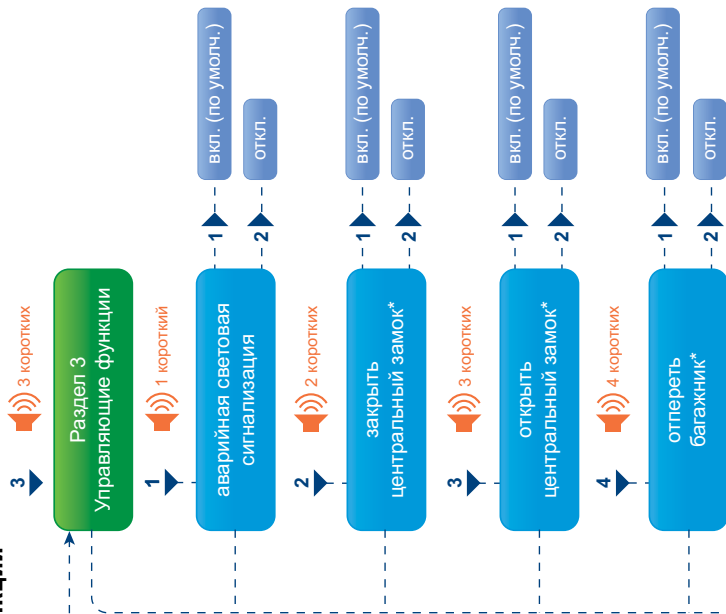 3
3 коротких
Раздел 3
Управляющие функции
1
1 короткий
аварийная световая
сигнализация
1
вкл. (по умолч.)
2
откл.
2
2 коротких
закрыть
центральный замок*
1
вкл. (по умолч.)
2
откл.
3
3 коротких
открыть
центральный замок*
1
вкл. (по умолч.)
2
откл.
4
4 коротких
отпереть
багажник*
1
вкл. (по умолч.)
2
откл.